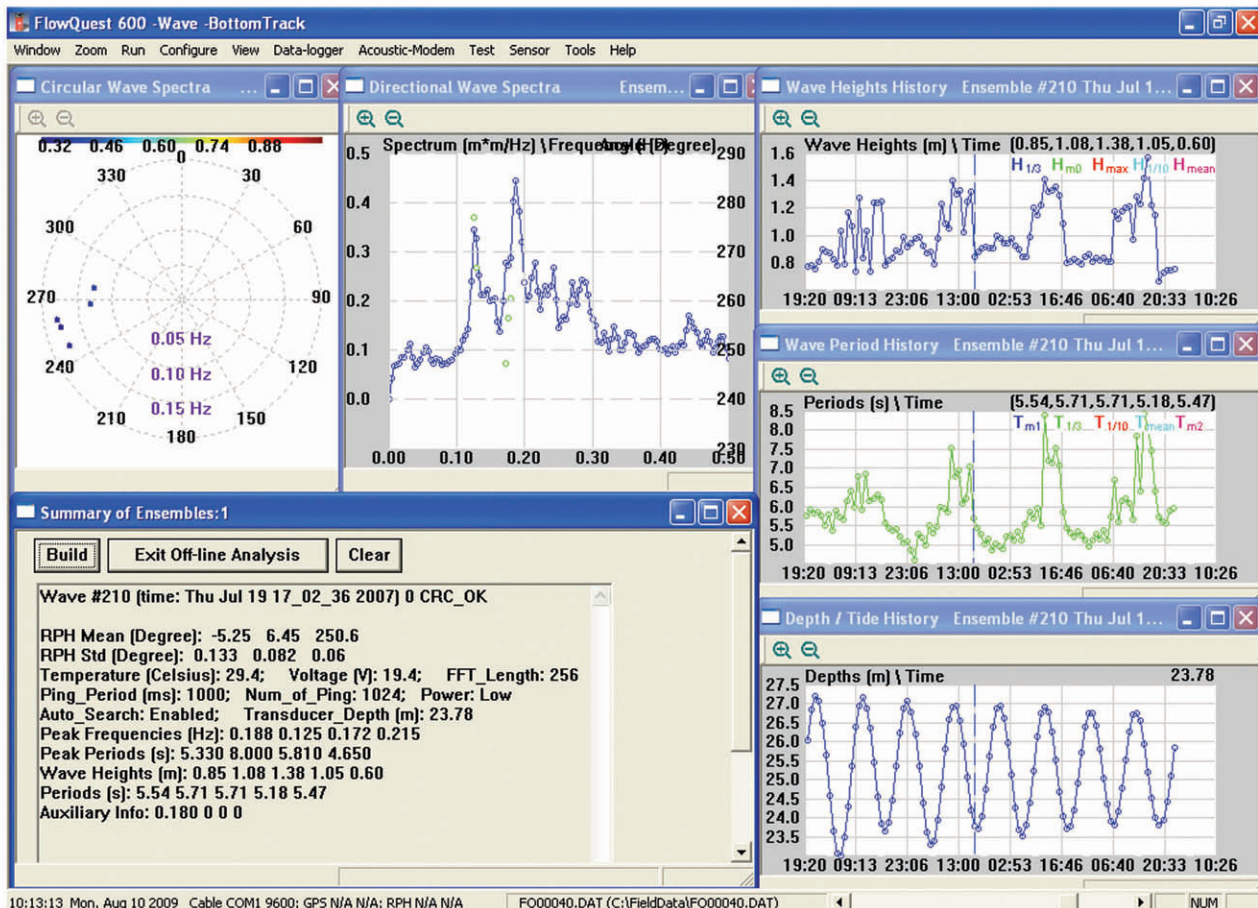 FlowQuest 600 -Wave -BottomTrack
Window Zoom Run Configure View Data-logger Acoustic-Modem Test Sensor Tools Help
Circular Wave Spectra ...
0.32 0.46 0.60 0.74 0.88
0
330 30
300 60
270 90
240 120
210 150
180
0.05 Hz
0.10 Hz
0.15 Hz
Directional Wave Spectra Ensem...
Spectrum (m*m/Hz) \ Frequency (Hz)
Angle (Degree)
0.5 290
0.4 280
0.3 270
0.2 260
0.1 250
0.0 240
230
0.00 0.10 0.20 0.30 0.40 0.50
Wave Heights History Ensemble #210 Thu Jul 1...
Wave Heights (m) \ Time (0.85,1.08,1.38,1.05,0.60)
H1/3 Hm0 Hmax H1/10 Hmean
1.6
1.4
1.2
1.0
0.8
19:20 09:13 23:06 13:00 02:53 16:46 06:40 20:33 10:26
Wave Period History Ensemble #210 Thu Jul 1...
Periods (s) \ Time (5.54,5.71,5.71,5.18,5.47)
Tm1 T1/3 T1/10 Tmean Tm2
8.5
8.0
7.5
7.0
6.5
6.0
5.5
5.0
19:20 09:13 23:06 13:00 02:53 16:46 06:40 20:33 10:26
Summary of Ensembles:1
Build Exit Off-line Analysis Clear
Wave #210 (time: Thu Jul 19 17_02_36 2007) 0 CRC_OK
RPH Mean (Degree): -5.25 6.45 250.6
RPH Std (Degree): 0.133 0.082 0.06
Temperature (Celsius): 29.4; Voltage (V): 19.4; FFT_Length: 256
Ping_Period (ms): 1000; Num_of_Ping: 1024; Power: Low
Auto_Search: Enabled; Transducer_Depth (m): 23.78
Peak Frequencies (Hz): 0.188 0.125 0.172 0.215
Peak Periods (s): 5.330 8.000 5.810 4.650
Wave Heights (m): 0.85 1.08 1.38 1.05 0.60
Periods (s): 5.54 5.71 5.71 5.18 5.47
Auxiliary Info: 0.180 0 0 0
Depth / Tide History Ensemble #210 Thu Jul 1...
Depths (m) \ Time 23.78
27.5
27.0
26.5
26.0
25.5
25.0
24.5
24.0
23.5
19:20 09:13 23:06 13:00 02:53 16:46 06:40 20:33 10:26
10:13:13 Mon, Aug 10 2009 Cable COM1 9600; GPS N/A N/A; RPH N/A N/A FO00040.DAT (C:\FieldData\FO00040.DAT) NUM